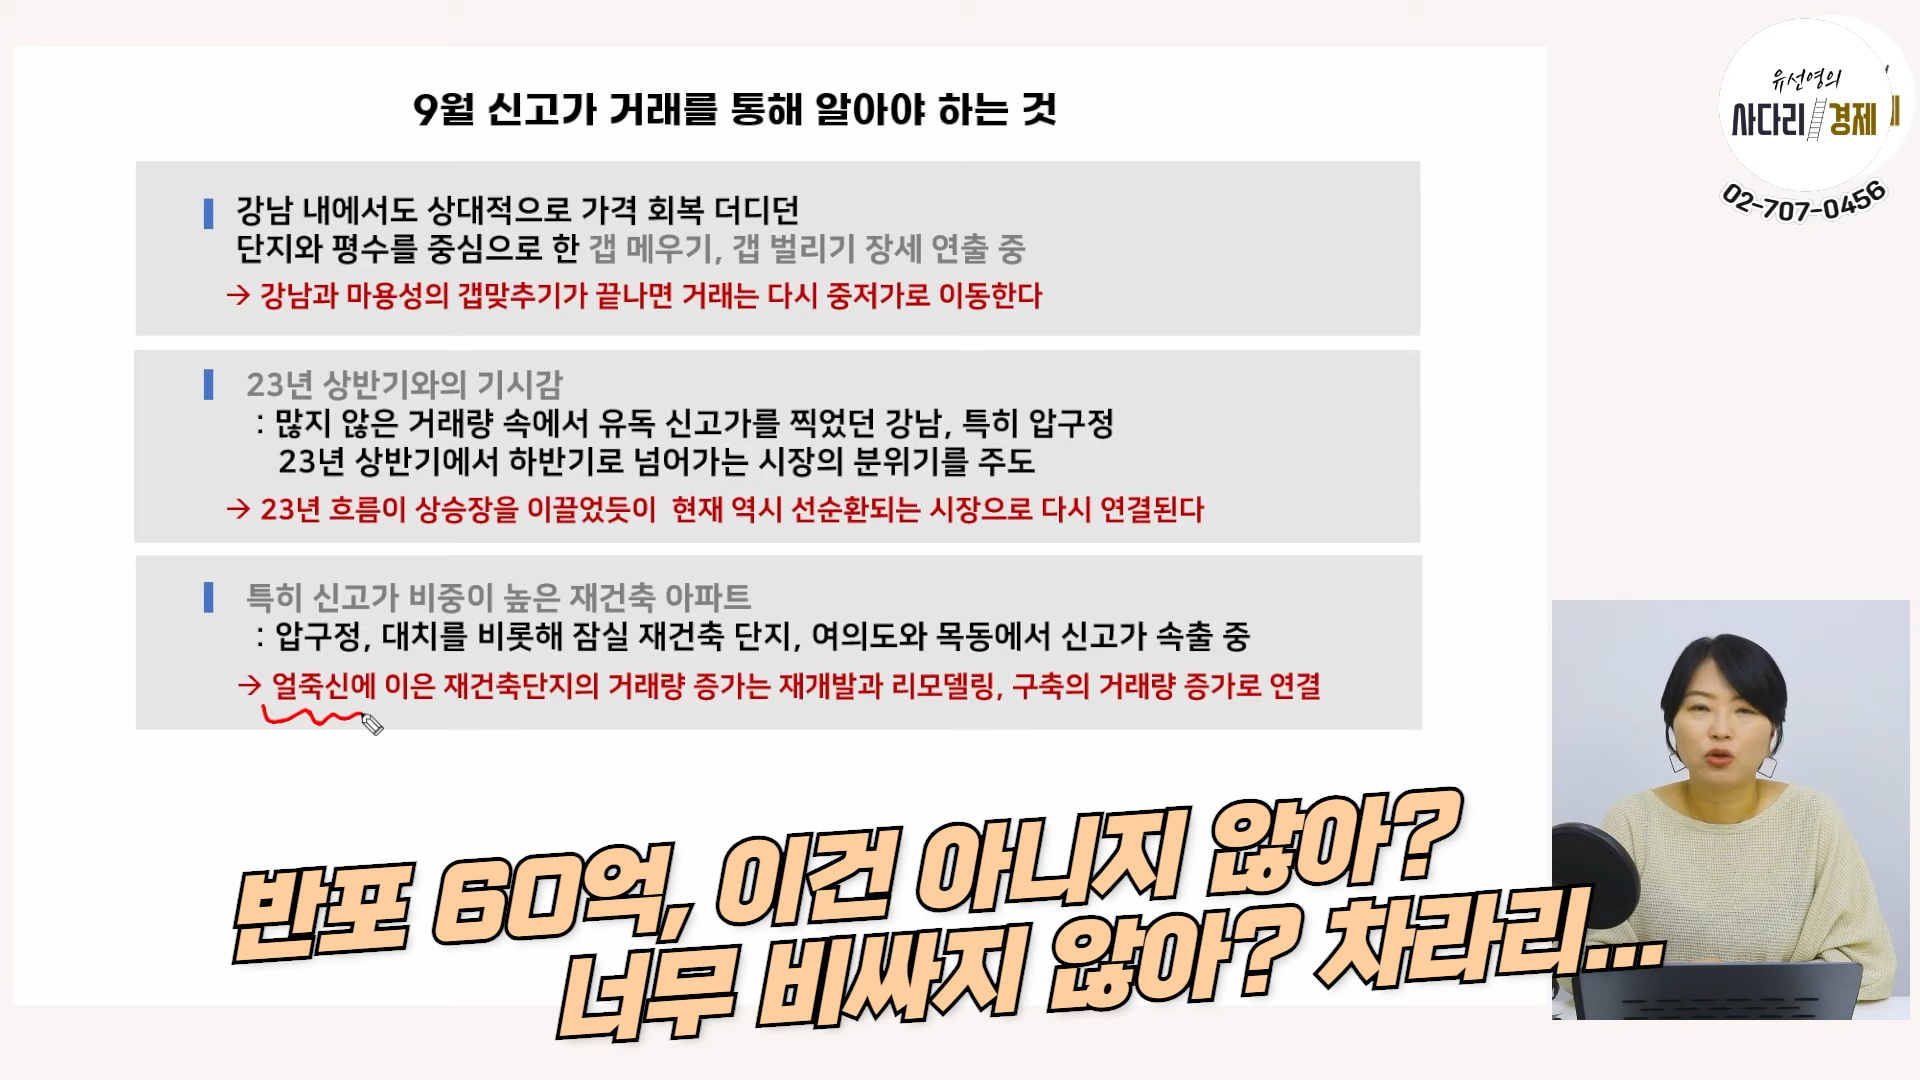 9월 신고가 거래를 통해 알아야 하는 것
유선영의
사다리 경제
02-707-0456
강남 내에서도 상대적으로 가격 회복 더디던
단지와 평수를 중심으로 한 갭 메우기, 갭 벌리기 장세 연출 중
→ 강남과 마용성의 갭맞추기가 끝나면 거래는 다시 중저가로 이동한다
23년 상반기와의 기시감
: 많지 않은 거래량 속에서 유독 신고가를 찍었던 강남, 특히 압구정
23년 상반기에서 하반기로 넘어가는 시장의 분위기를 주도
→ 23년 흐름이 상승장을 이끌었듯이 현재 역시 선순환되는 시장으로 다시 연결된다
특히 신고가 비중이 높은 재건축 아파트
: 압구정, 대치를 비롯해 잠실 재건축 단지, 여의도와 목동에서 신고가 속출 중
→ 얼죽신에 이은 재건축단지의 거래량 증가는 재개발과 리모델링, 구축의 거래량 증가로 연결
반포 60억, 이건 아니지 않아?
너무 비싸지 않아? 차라리...